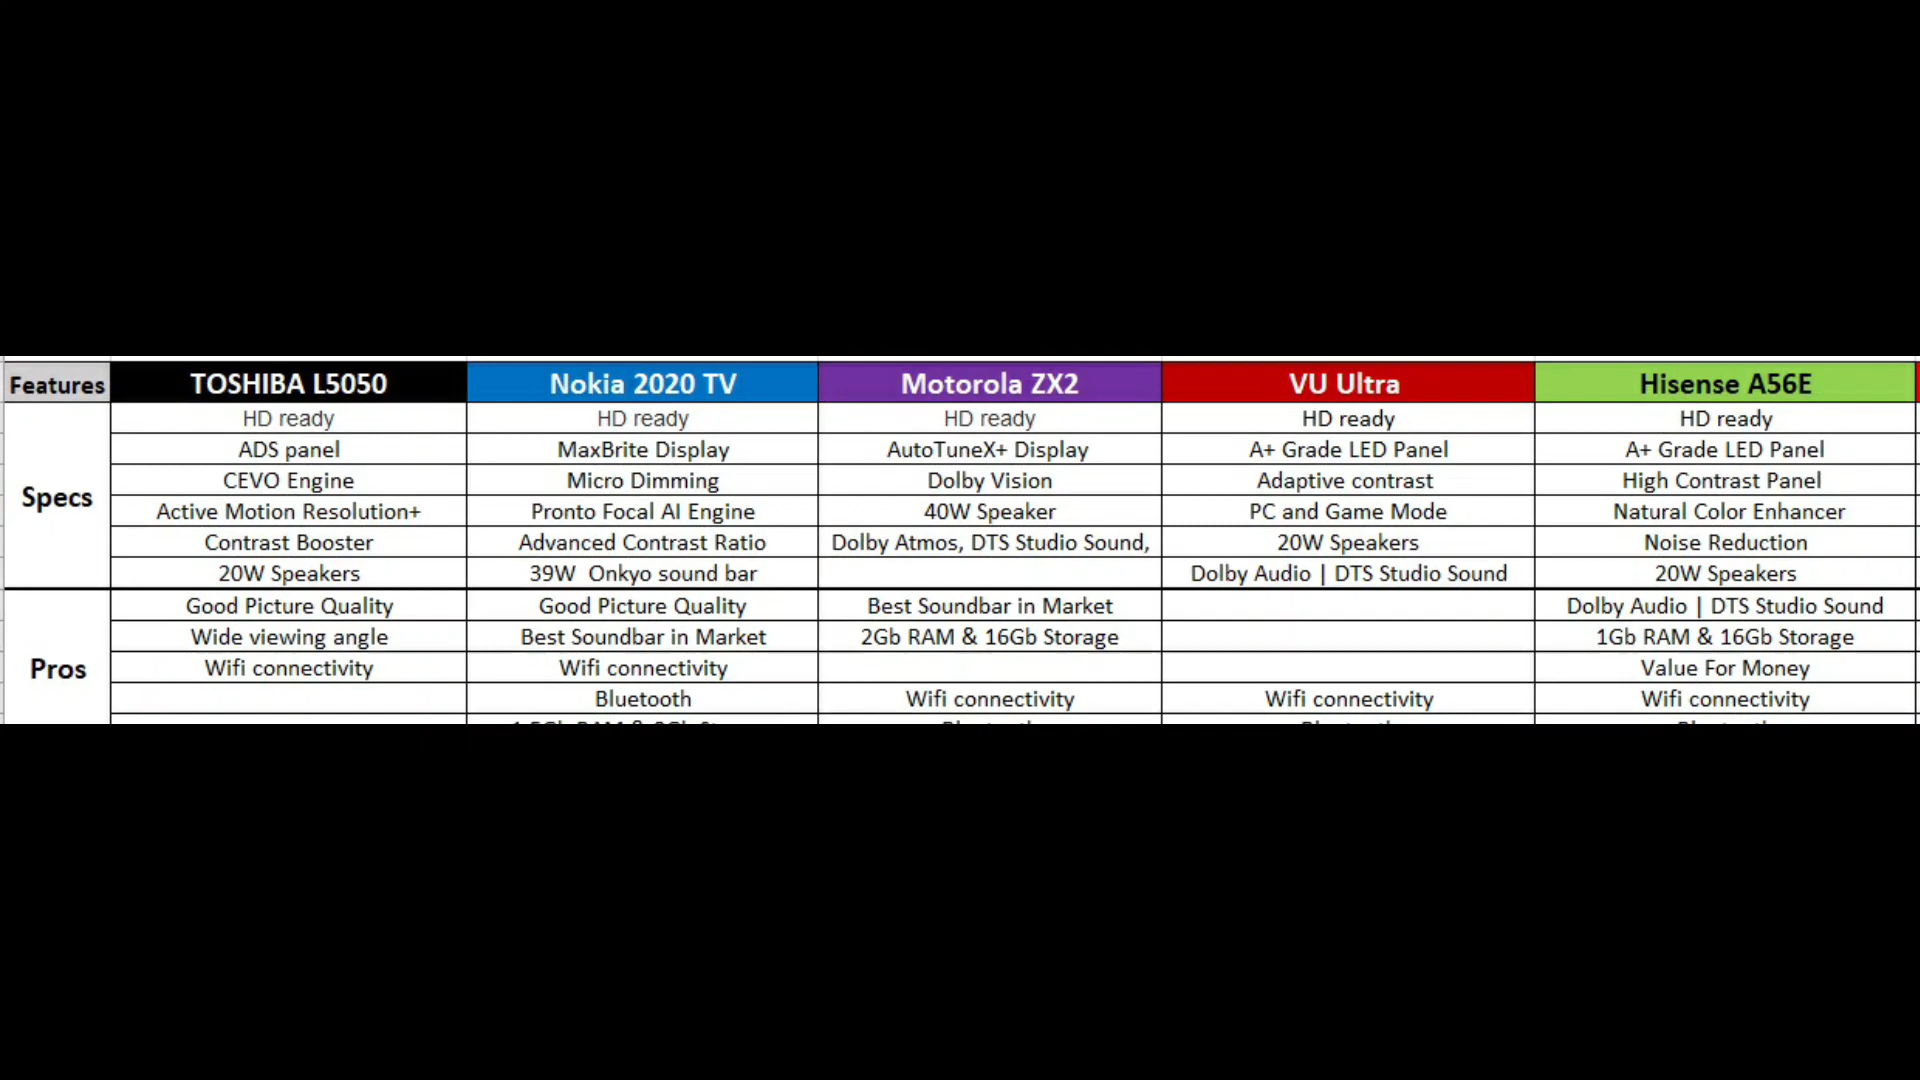 Features TOSHIBA L5050 Nokia 2020 TV Motorola ZX2 VU Ultra Hisense A56E
HD ready HD ready HD ready HD ready HD ready
ADS panel MaxBrite Display AutoTuneX+ Display A+ Grade LED Panel A+ Grade LED Panel
CEVO Engine Micro Dimming Dolby Vision Adaptive contrast High Contrast Panel
Specs
Active Motion Resolution+ Pronto Focal AI Engine 40W Speaker PC and Game Mode Natural Color Enhancer
Contrast Booster Advanced Contrast Ratio Dolby Atmos, DTS Studio Sound, 20W Speakers Noise Reduction
20W Speakers 39W Onkyo sound bar Dolby Audio | DTS Studio Sound 20W Speakers
Good Picture Quality Good Picture Quality Best Soundbar in Market Dolby Audio | DTS Studio Sound
Wide viewing angle Best Soundbar in Market 2Gb RAM & 16Gb Storage 1Gb RAM & 16Gb Storage
Pros Wifi connectivity Wifi connectivity Value For Money
Bluetooth Wifi connectivity Wifi connectivity Wifi connectivity